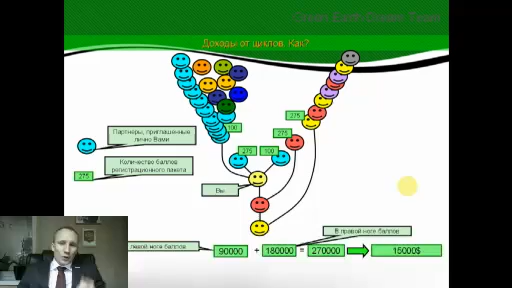 Green Earth Dream Team
Доходы от циклов. Как?
275
100
275
275
100
Партнеры, приглашенные
лично Вами
Количество баллов
регистрационного пакета
275
Вы
В правой ноге баллов
левой ноге баллов
90000 + 180000 = 270000
15000$